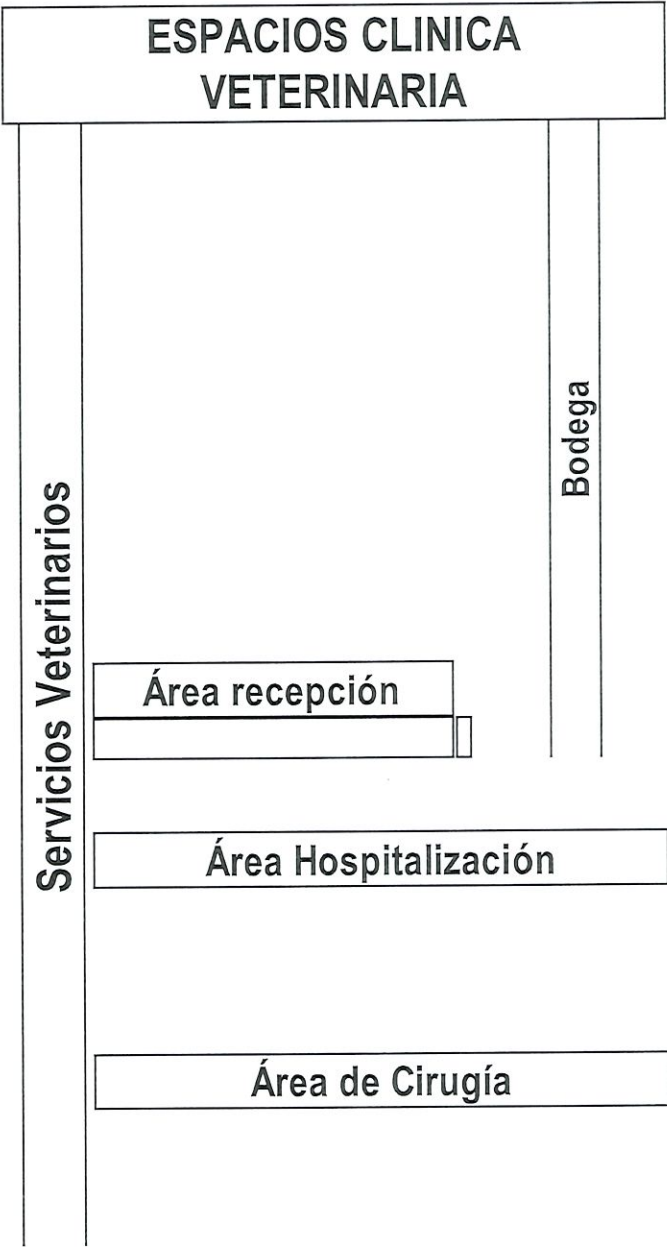 ESPACIOS CLINICA
VETERINARIA
Servicios Veterinarios
Bodega
Área recepción
Área Hospitalización
Área de Cirugía